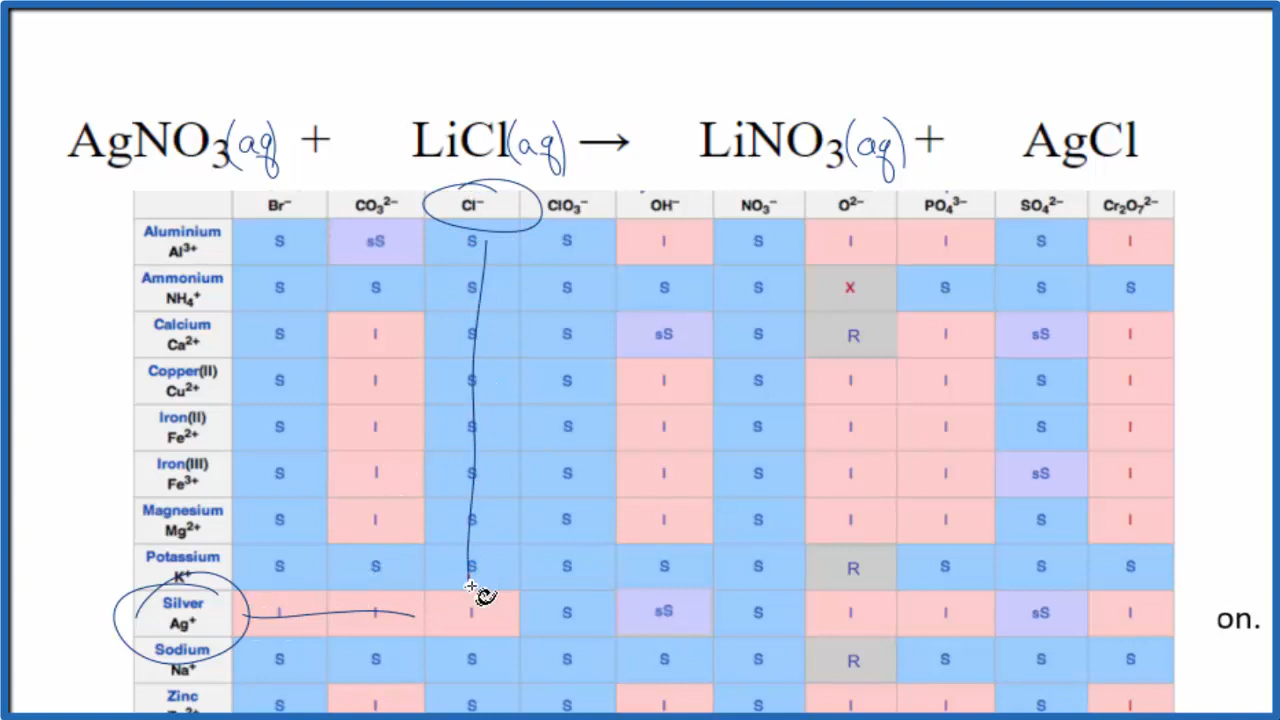 AgNO₃(aq) + LiCl(aq) → LiNO₃(aq) + AgCl
Br⁻ CO₃²⁻ Cl⁻ ClO₃⁻ OH⁻ NO₃⁻ O²⁻ PO₄³⁻ SO₄²⁻ Cr₂O₇²⁻
Aluminium
Al³⁺ S sS S S I S I I S I
Ammonium
NH₄⁺ S S S S S S X S S S
Calcium
Ca²⁺ S I S S sS S R I sS I
Copper(II)
Cu²⁺ S I S S I S I I S I
Iron(II)
Fe²⁺ S I S S I S I I S I
Iron(III)
Fe³⁺ S I S S I S I I sS I
Magnesium
Mg²⁺ S I S S I S I I S I
Potassium
K⁺ S S S S S S R S S S
Silver
Ag⁺ I I I S sS S I I sS I
on.
Sodium
Na⁺ S S S S S S R S S S
Zinc
S I S S I S I I S I